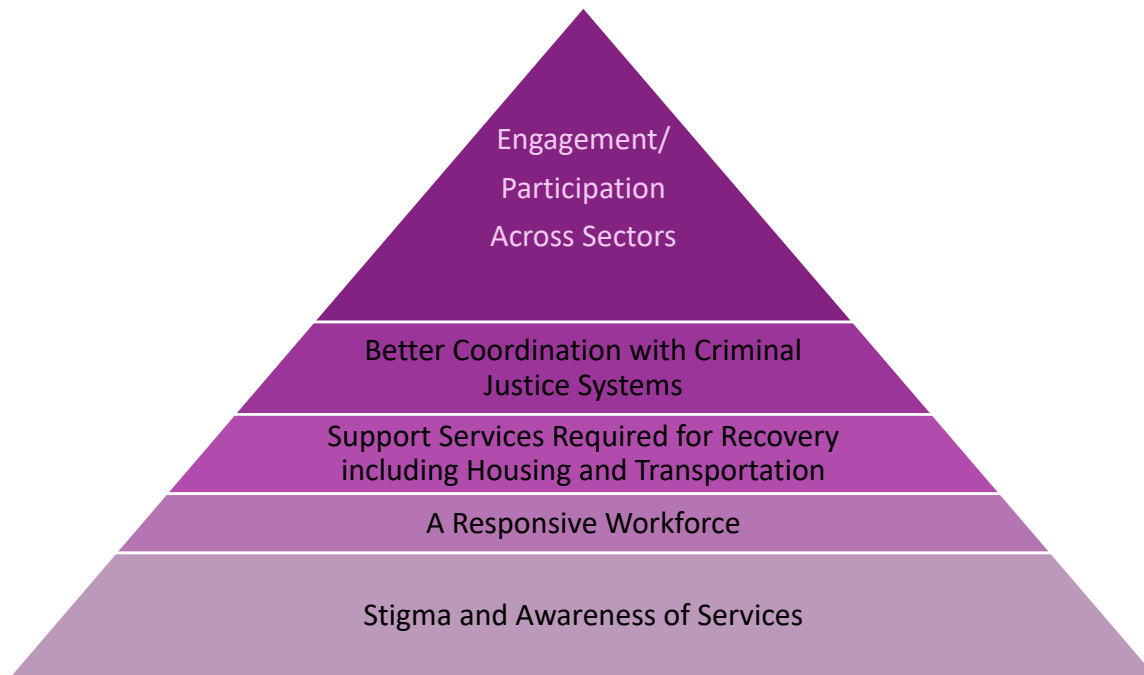 Engagement/
Participation
Across Sectors
Better Coordination with Criminal
Justice Systems
Support Services Required for Recovery
including Housing and Transportation
A Responsive Workforce
Stigma and Awareness of Services